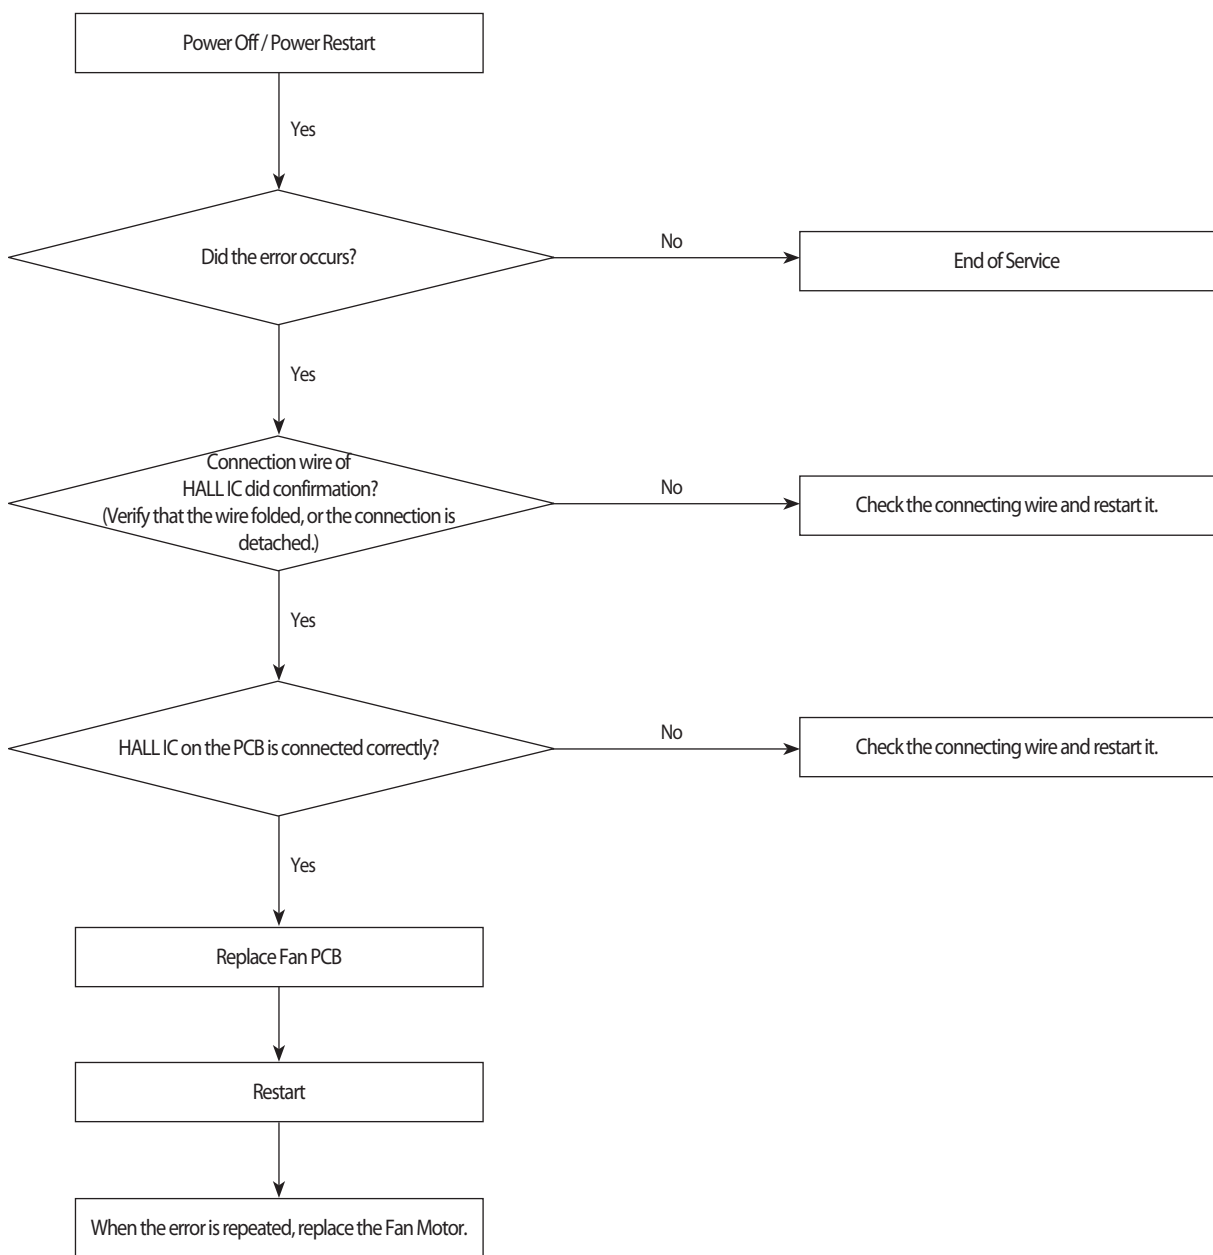 Power Off / Power Restart
Yes
Did the error occurs?
No
End of Service
Yes
Connection wire of
HALL IC did confirmation?
(Verify that the wire folded, or the connection is
detached.)
No
Check the connecting wire and restart it.
Yes
HALL IC on the PCB is connected correctly?
No
Check the connecting wire and restart it.
Yes
Replace Fan PCB
Restart
When the error is repeated, replace the Fan Motor.